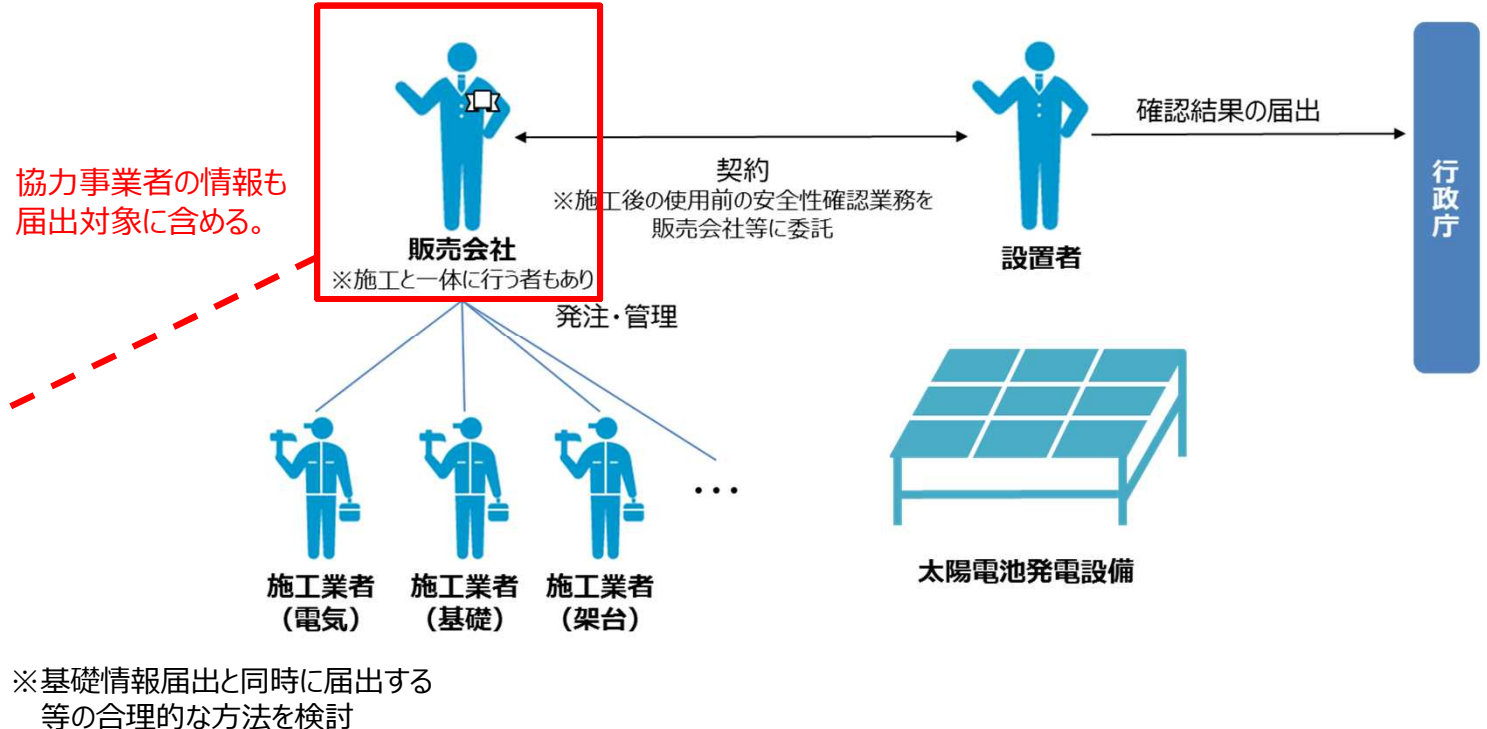 確認結果の届出
行政庁
協力事業者の情報も
届出対象に含める。
契約
※施工後の使用前の安全性確認業務を
販売会社等に委託
販売会社
※施工と一体に行う者もあり
設置者
発注・管理
・・・
施工業者
（電気）
施工業者
（基礎）
施工業者
（架台）
太陽電池発電設備
※基礎情報届出と同時に届出する
等の合理的な方法を検討